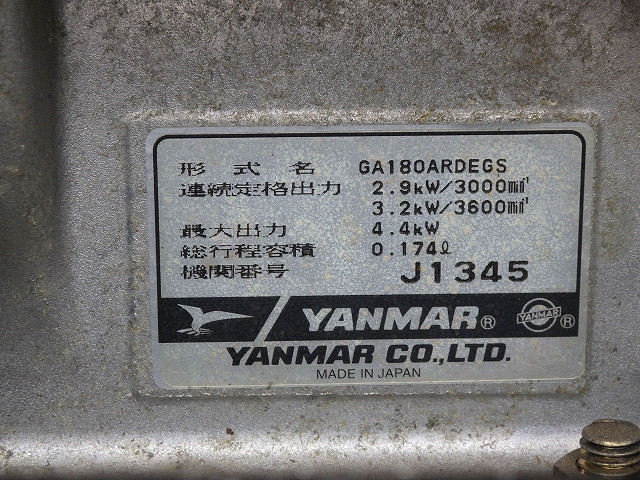 形式名 GA180ARDEGS
連続定格出力 2.9kW/3000min⁻¹
3.2kW/3600min⁻¹
最大出力 4.4kW
総行程容積 0.174ℓ
機関番号 J1345
YANMAR® YANMAR®
YANMAR CO.,LTD.
MADE IN JAPAN